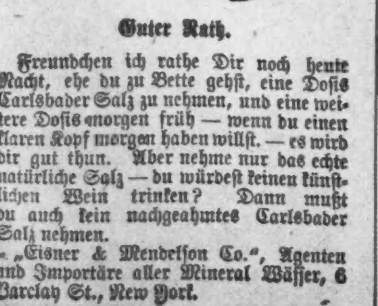 Guter Rath.
Freundchen ich rathe Dir noch heute
Nacht, ehe du zu Bette gehst, eine Dosis
Carlsbader Salz zu nehmen, und eine wei-
tere Dosis morgen früh — wenn du einen
klaren Kopf morgen haben willst. — es wird
dir gut thun. Aber nehme nur das echte
natürliche Salz — du würdest keinen künst-
lichen Wein trinken? Dann mußt
du auch kein nachgeahmtes Carlsbader
Salz nehmen.
„Eisner & Mendelson Co.“, Agenten
und Importäre aller Mineral Wässer, 6
Barclay St., New York.